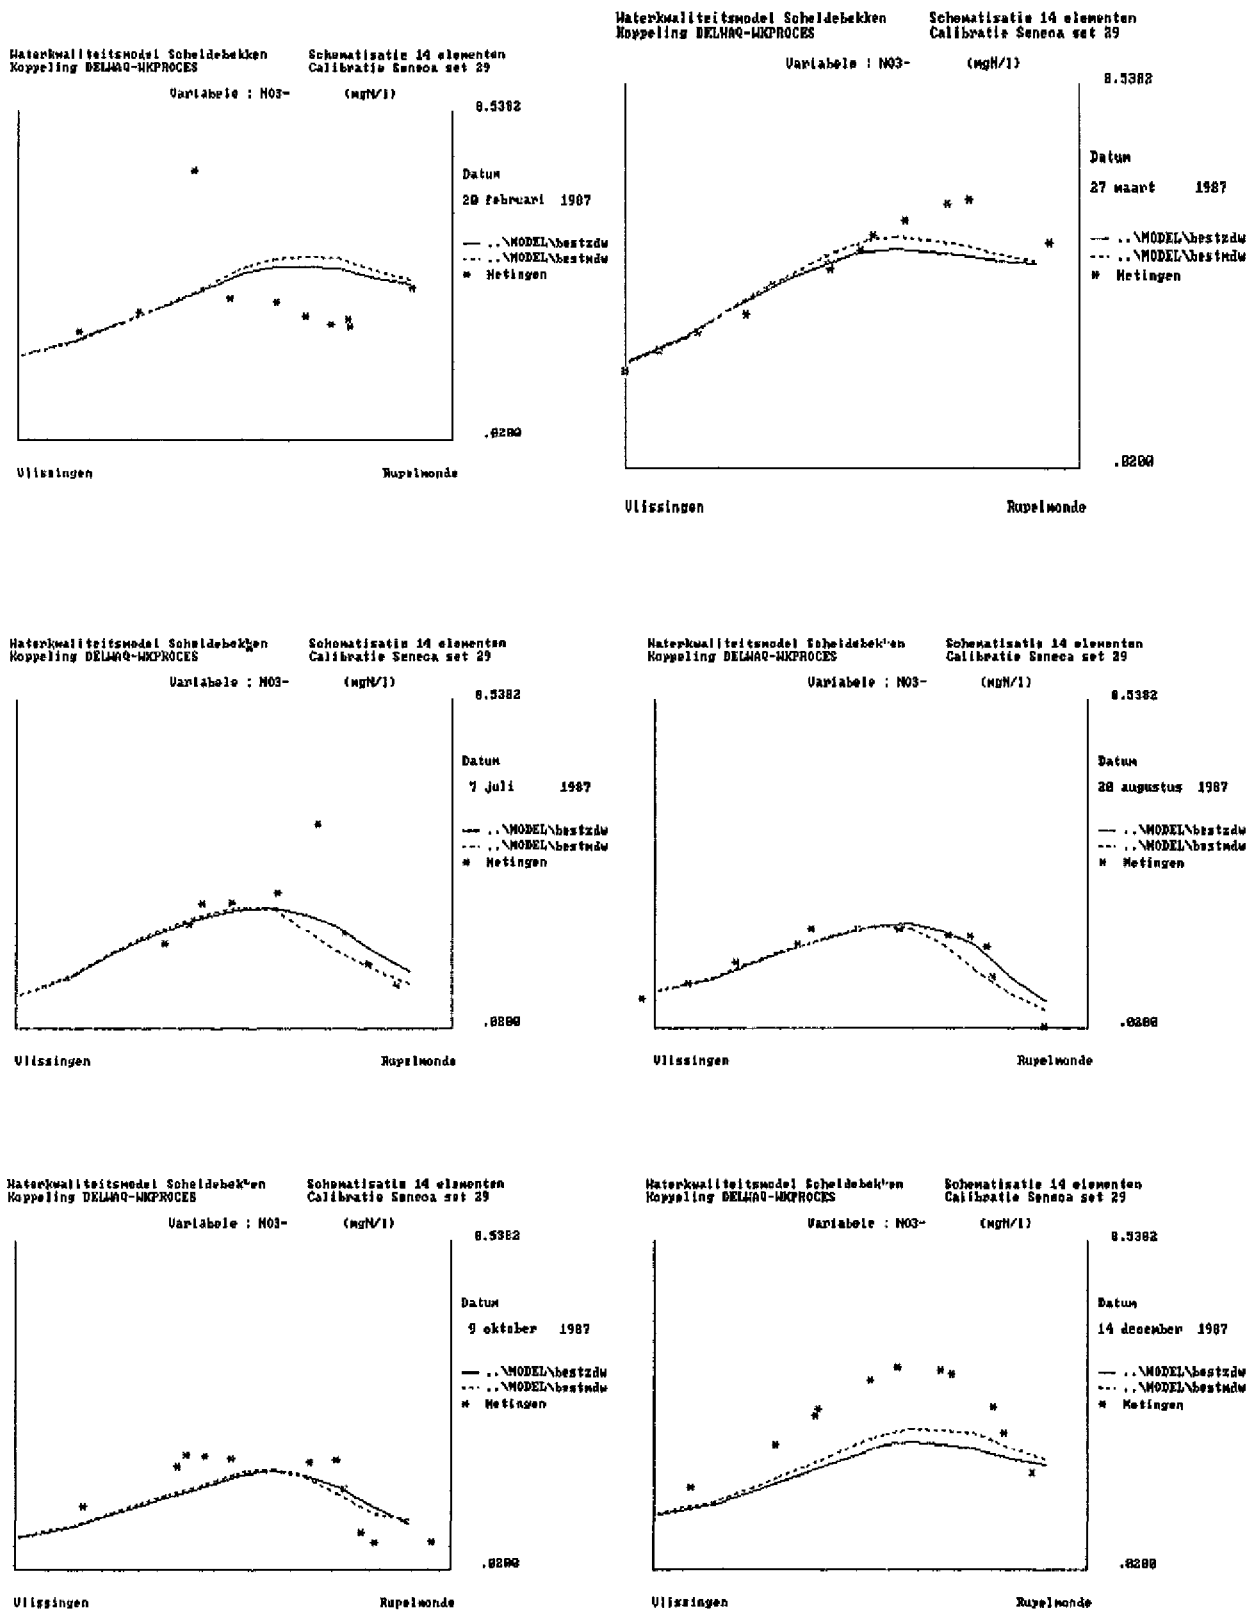 Waterkwaliteitsmodel Scheldebekken Schematisatie 14 elementen
Koppeling DELWAQ-WKPROCES Calibratie Seneca set 29
Variabele : NO3- (mgN/l)
8.5382
Datum
20 februari 1987
..\MODEL\bestzdw
..\MODEL\bestmdw
* Metingen
.0200
Vlissingen Rupelmonde
Waterkwaliteitsmodel Scheldebekken Schematisatie 14 elementen
Koppeling DELWAQ-WKPROCES Calibratie Seneca set 29
Variabele : NO3- (mgN/l)
8.5382
Datum
27 maart 1987
..\MODEL\bestzdw
..\MODEL\bestmdw
* Metingen
.0200
Vlissingen Rupelmonde
Waterkwaliteitsmodel Scheldebekken Schematisatie 14 elementen
Koppeling DELWAQ-WKPROCES Calibratie Seneca set 29
Variabele : NO3- (mgN/l)
8.5382
Datum
7 juli 1987
..\MODEL\bestzdw
..\MODEL\bestmdw
* Metingen
.0200
Vlissingen Rupelmonde
Waterkwaliteitsmodel Scheldebekken Schematisatie 14 elementen
Koppeling DELWAQ-WKPROCES Calibratie Seneca set 29
Variabele : NO3- (mgN/l)
8.5382
Datum
20 augustus 1987
..\MODEL\bestzdw
..\MODEL\bestmdw
* Metingen
.0200
Vlissingen Rupelmonde
Waterkwaliteitsmodel Scheldebekken Schematisatie 14 elementen
Koppeling DELWAQ-WKPROCES Calibratie Seneca set 29
Variabele : NO3- (mgN/l)
8.5382
Datum
9 oktober 1987
..\MODEL\bestzdw
..\MODEL\bestmdw
* Metingen
.0200
Vlissingen Rupelmonde
Waterkwaliteitsmodel Scheldebekken Schematisatie 14 elementen
Koppeling DELWAQ-WKPROCES Calibratie Seneca set 29
Variabele : NO3- (mgN/l)
8.5382
Datum
14 december 1987
..\MODEL\bestzdw
..\MODEL\bestmdw
* Metingen
.0200
Vlissingen Rupelmonde